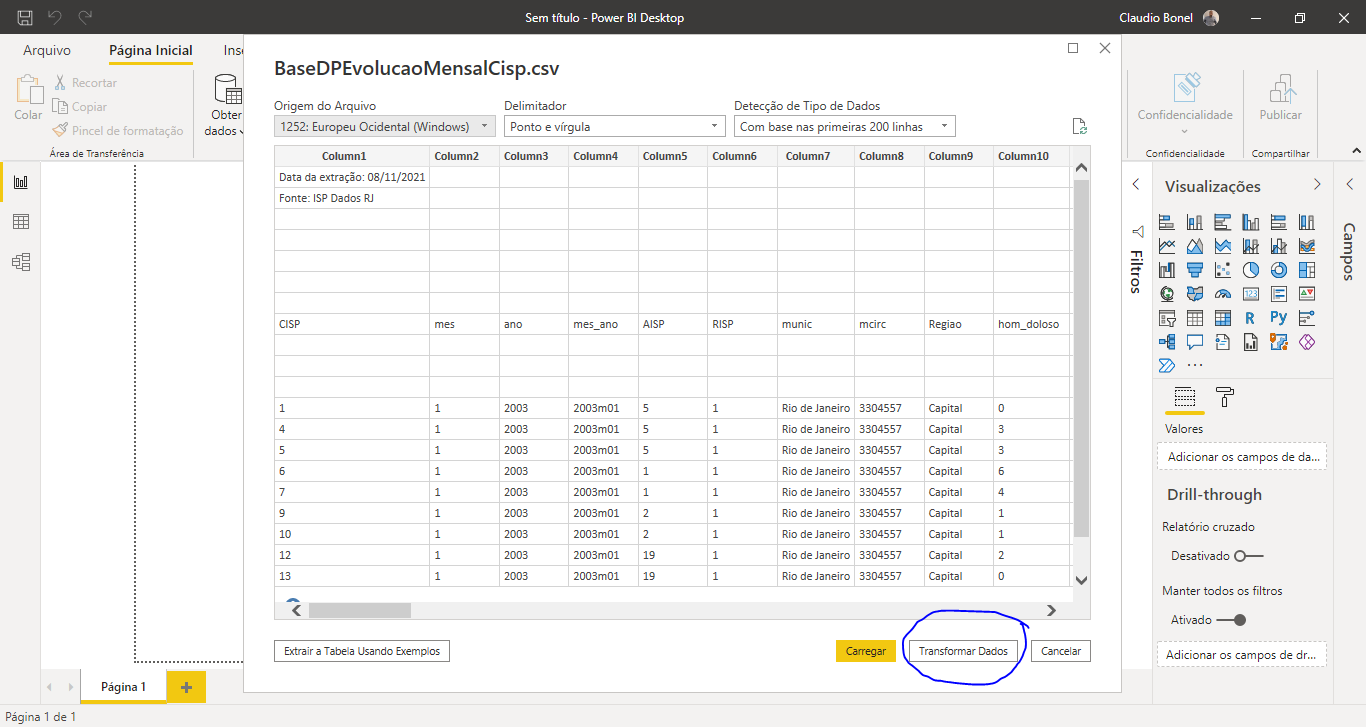 Sem título - Power BI Desktop
Claudio Bonel
Arquivo
Página Inicial
Inse
Colar
Recortar
Copiar
Pincel de formatação
Área de Transferência
Obter
dados
Confidencialidade
Confidencialidade
Publicar
Compartilhar
BaseDPEvolucaoMensalCisp.csv
Origem do Arquivo Delimitador Detecção de Tipo de Dados
1252: Europeu Ocidental (Windows) Ponto e vírgula Com base nas primeiras 200 linhas
Column1 Column2 Column3 Column4 Column5 Column6 Column7 Column8 Column9 Column10
Data da extração: 08/11/2021
Fonte: ISP Dados RJ
CISP mes ano mes_ano AISP RISP munic mcirc Regiao hom_doloso
1 1 2003 2003m01 5 1 Rio de Janeiro 3304557 Capital 0
4 1 2003 2003m01 5 1 Rio de Janeiro 3304557 Capital 3
5 1 2003 2003m01 5 1 Rio de Janeiro 3304557 Capital 3
6 1 2003 2003m01 1 1 Rio de Janeiro 3304557 Capital 6
7 1 2003 2003m01 1 1 Rio de Janeiro 3304557 Capital 4
9 1 2003 2003m01 2 1 Rio de Janeiro 3304557 Capital 1
10 1 2003 2003m01 2 1 Rio de Janeiro 3304557 Capital 1
12 1 2003 2003m01 19 1 Rio de Janeiro 3304557 Capital 2
13 1 2003 2003m01 19 1 Rio de Janeiro 3304557 Capital 0
Extrair a Tabela Usando Exemplos Carregar Transformar Dados Cancelar
Filtros
Visualizações
123
R Py
Valores
Adicionar os campos de da...
Drill-through
Relatório cruzado
Desativado
Manter todos os filtros
Ativado
Adicionar os campos de dr...
Campos
Página 1
Página 1 de 1